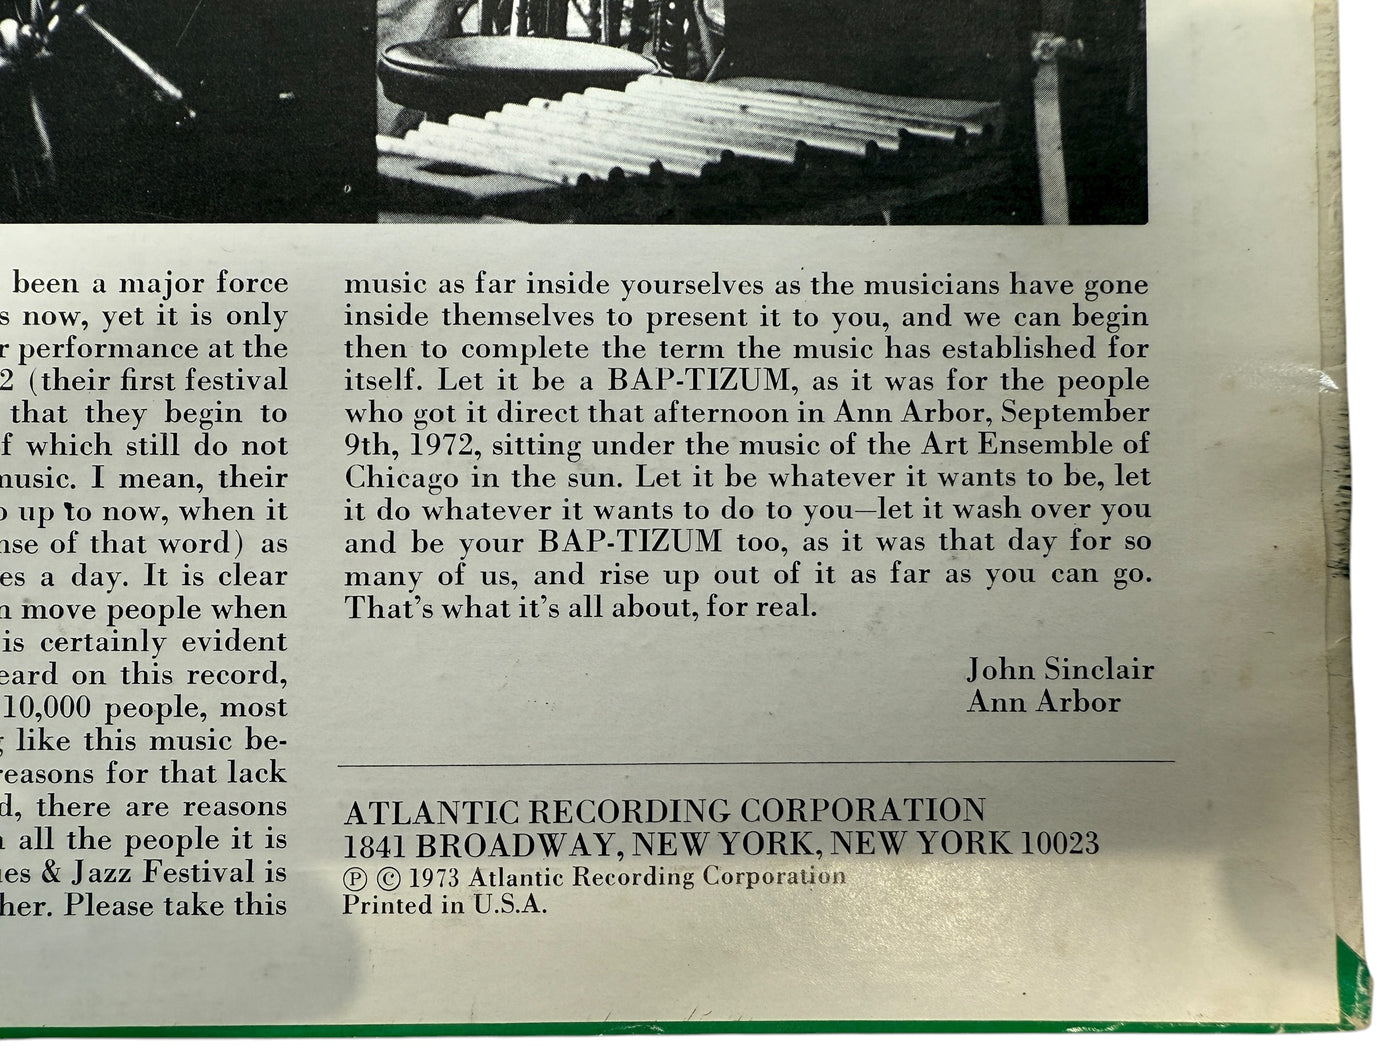 been a major force
now, yet it is only
performance at the
2 (their first festival
that they begin to
which still do not
music. I mean, their
up to now, when it
of that word) as
a day. It is clear
move people when
is certainly evident
on this record,
10,000 people, most
like this music be-
reasons for that lack
there are reasons
all the people it is
& Jazz Festival is
Please take this
music as far inside yourselves as the musicians have gone
inside themselves to present it to you, and we can begin
then to complete the term the music has established for
itself. Let it be a BAP-TIZUM, as it was for the people
who got it direct that afternoon in Ann Arbor, September
9th, 1972, sitting under the music of the Art Ensemble of
Chicago in the sun. Let it be whatever it wants to be, let
it do whatever it wants to do to you—let it wash over you
and be your BAP-TIZUM too, as it was that day for so
many of us, and rise up out of it as far as you can go.
That's what it's all about, for real.
John Sinclair
Ann Arbor
ATLANTIC RECORDING CORPORATION
1841 BROADWAY, NEW YORK, NEW YORK 10023
℗ © 1973 Atlantic Recording Corporation
Printed in U.S.A.